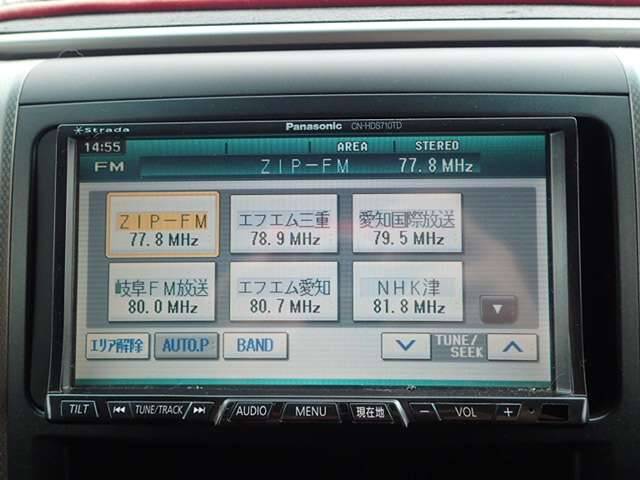 Strada
Panasonic CN-HDS710TD
14:55 AREA STEREO
FM ZIP-FM 77.8 MHz
ZIP-FM
77.8 MHz
エフエム三重
78.9 MHz
愛知国際放送
79.5 MHz
岐阜FM放送
80.0 MHz
エフエム愛知
80.7 MHz
NHK津
81.8 MHz
▼
エリア解除 AUTO.P BAND TUNE/
SEEK
TILT TUNE/TRACK AUDIO MENU 現在地 − VOL +